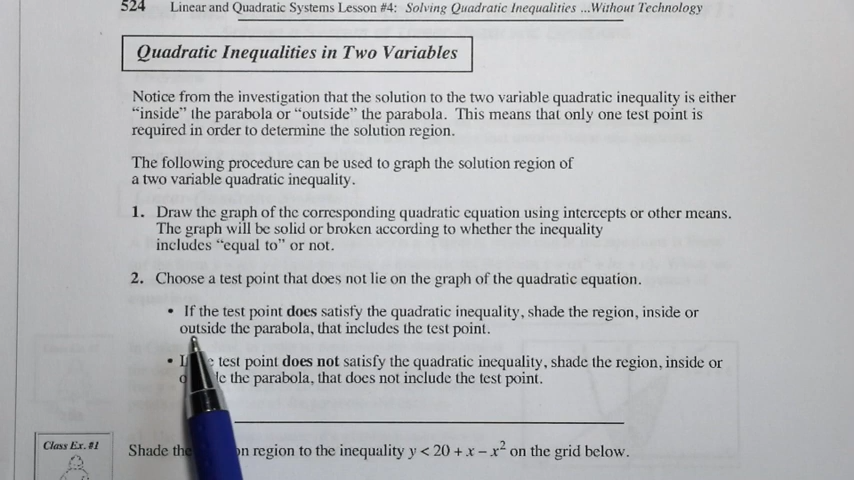 524 Linear and Quadratic Systems Lesson #4: Solving Quadratic Inequalities ...Without Technology
Quadratic Inequalities in Two Variables
Notice from the investigation that the solution to the two variable quadratic inequality is either
“inside” the parabola or “outside” the parabola. This means that only one test point is
required in order to determine the solution region.
The following procedure can be used to graph the solution region of
a two variable quadratic inequality.
1. Draw the graph of the corresponding quadratic equation using intercepts or other means.
The graph will be solid or broken according to whether the inequality
includes “equal to” or not.
2. Choose a test point that does not lie on the graph of the quadratic equation.
• If the test point does satisfy the quadratic inequality, shade the region, inside or
outside the parabola, that includes the test point.
• test point does not satisfy the quadratic inequality, shade the region, inside or
the parabola, that does not include the test point.
Class Ex. #1
Shade the region to the inequality y < 20 + x − x² on the grid below.